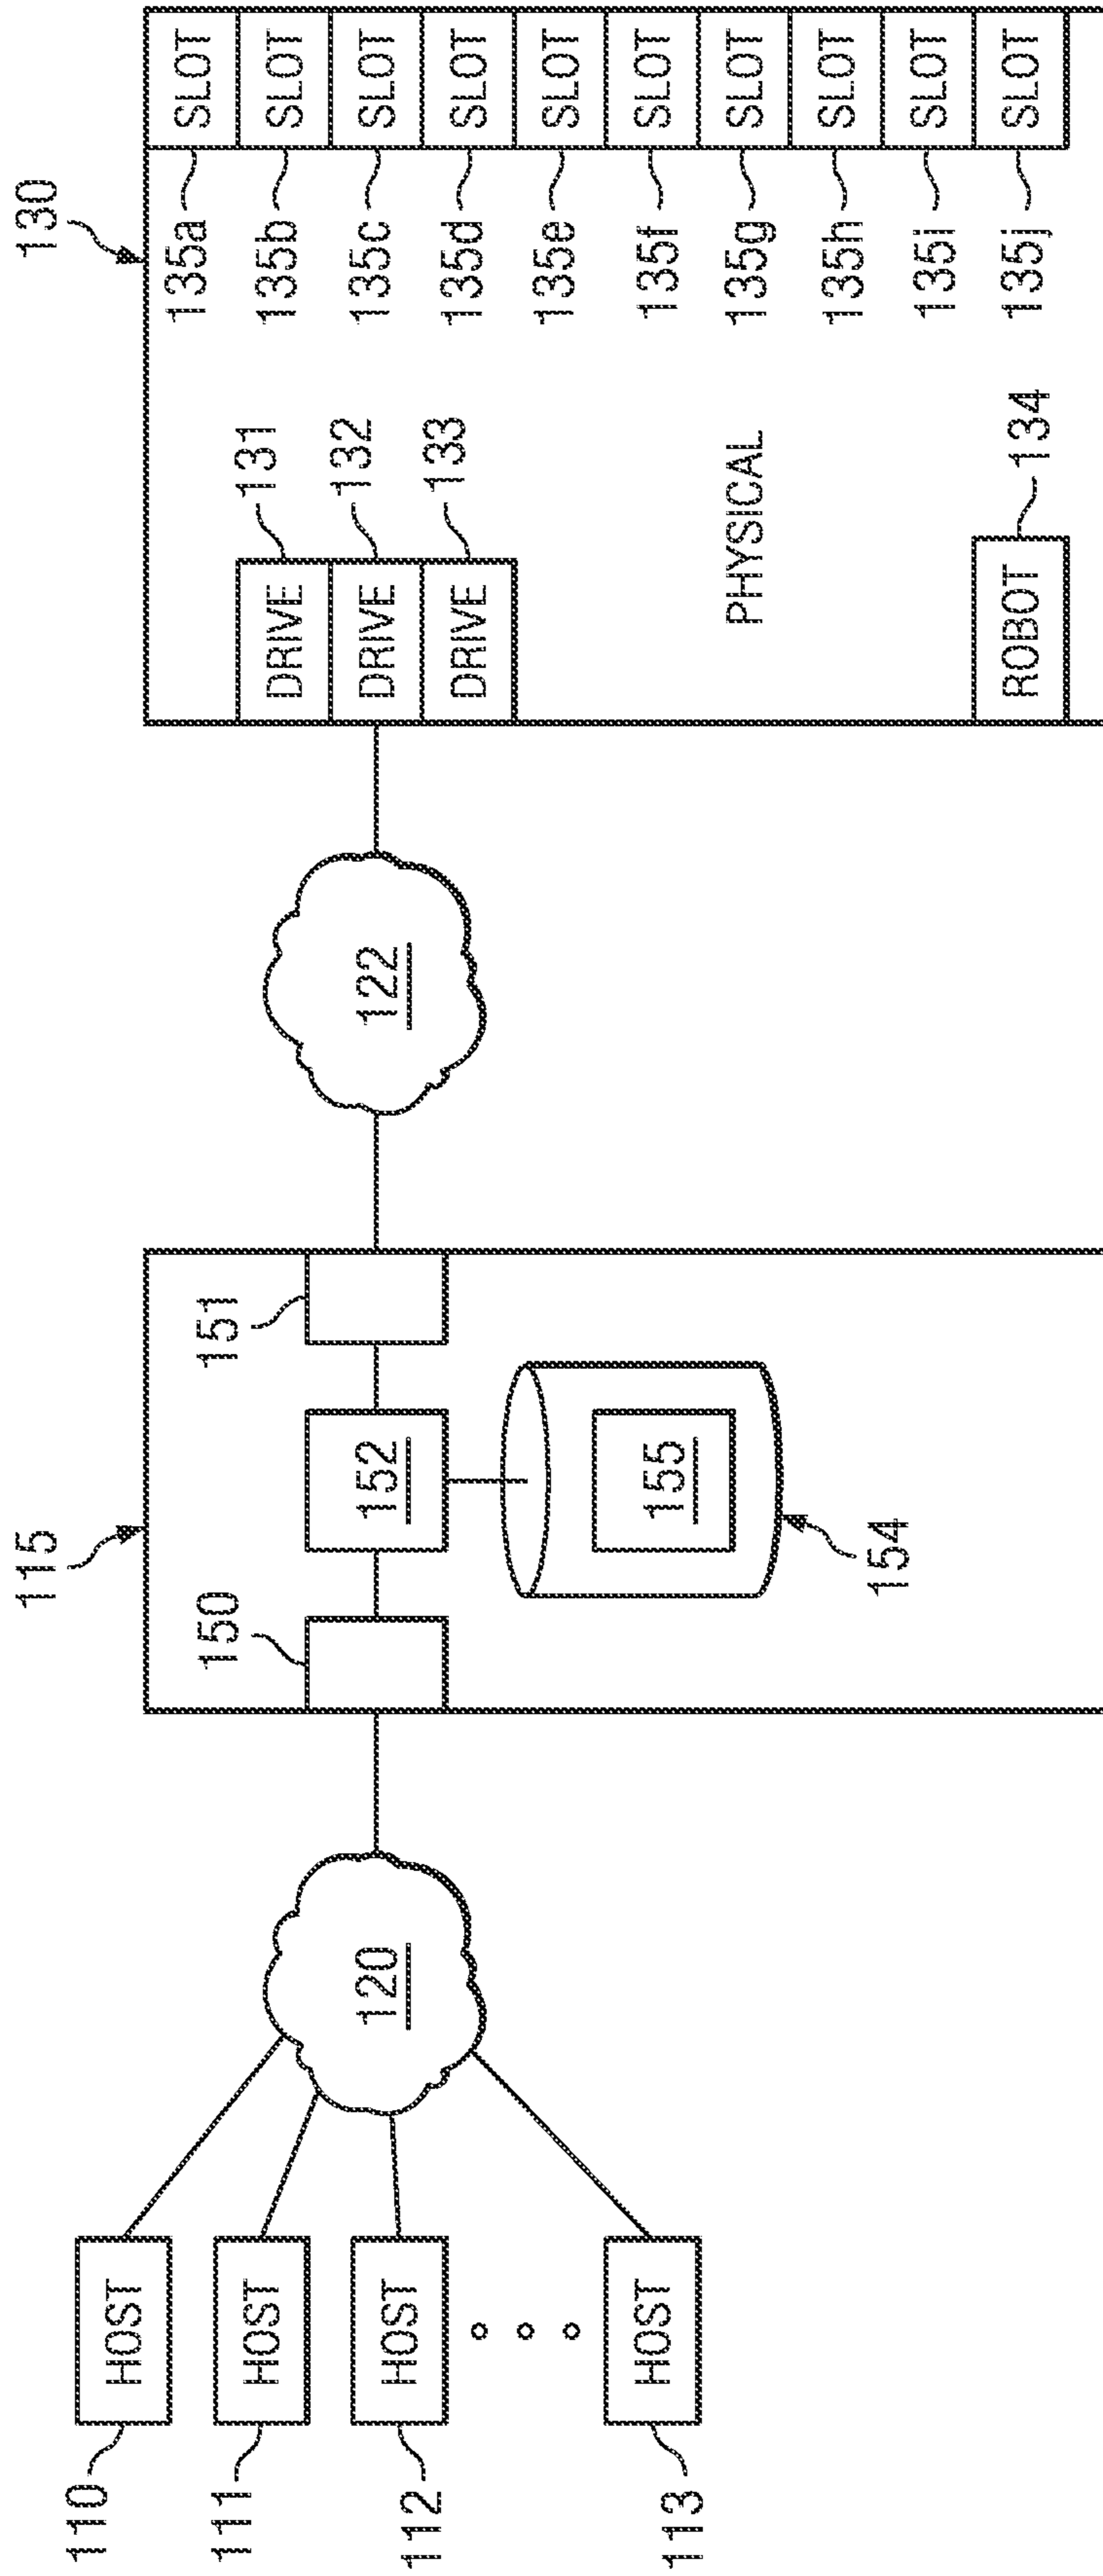 110
HOST
111
HOST
112
HOST
113
HOST
120
115
150
151
152
155
154
122
130
DRIVE
131
DRIVE
132
DRIVE
133
PHYSICAL
ROBOT
134
135a
SLOT
135b
SLOT
135c
SLOT
135d
SLOT
135e
SLOT
135f
SLOT
135g
SLOT
135h
SLOT
135i
SLOT
135j
SLOT